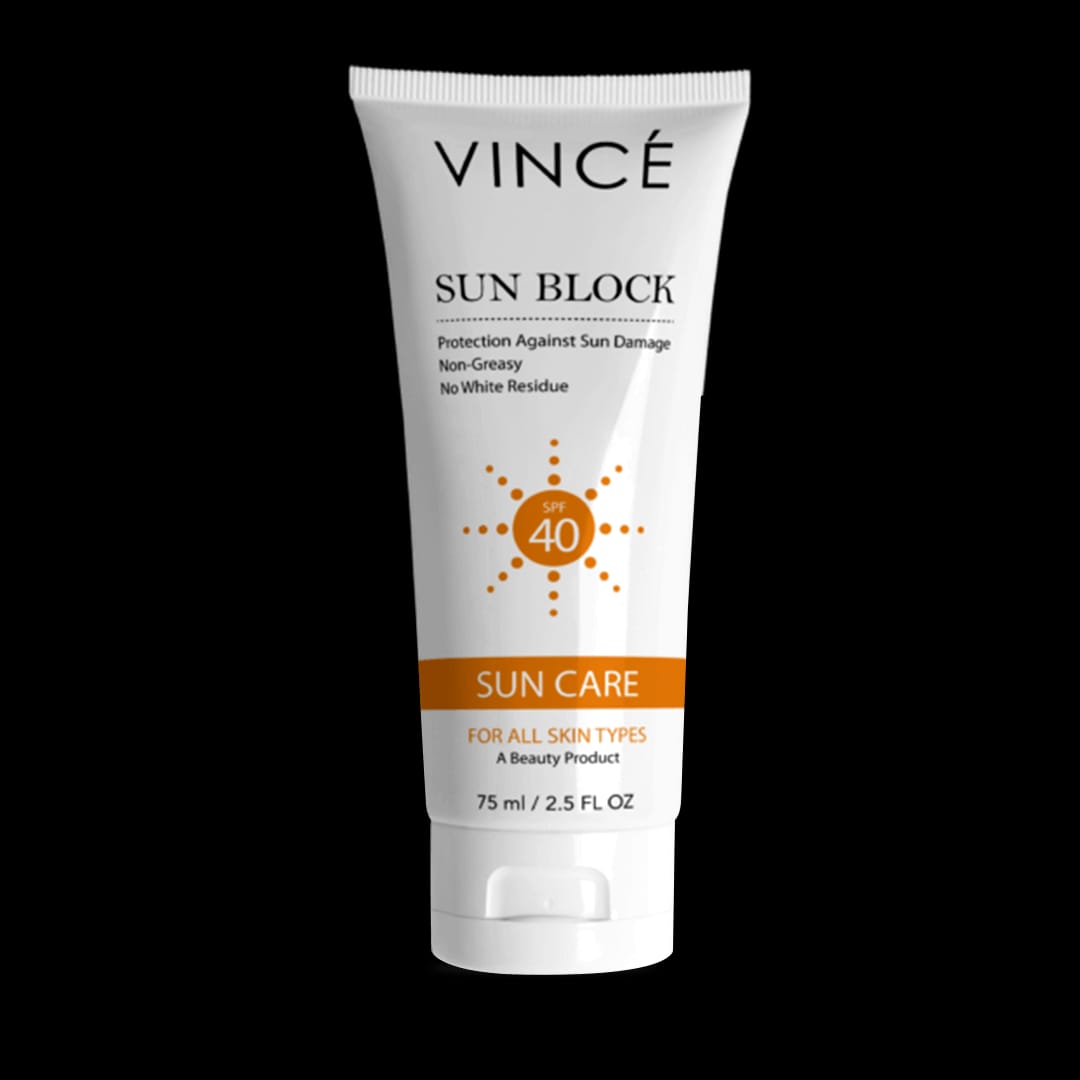 VINCÉ
SUN BLOCK
Protection Against Sun Damage
Non-Greasy
No White Residue
SPF
40
SUN CARE
FOR ALL SKIN TYPES
A Beauty Product
75 ml / 2.5 FL OZ